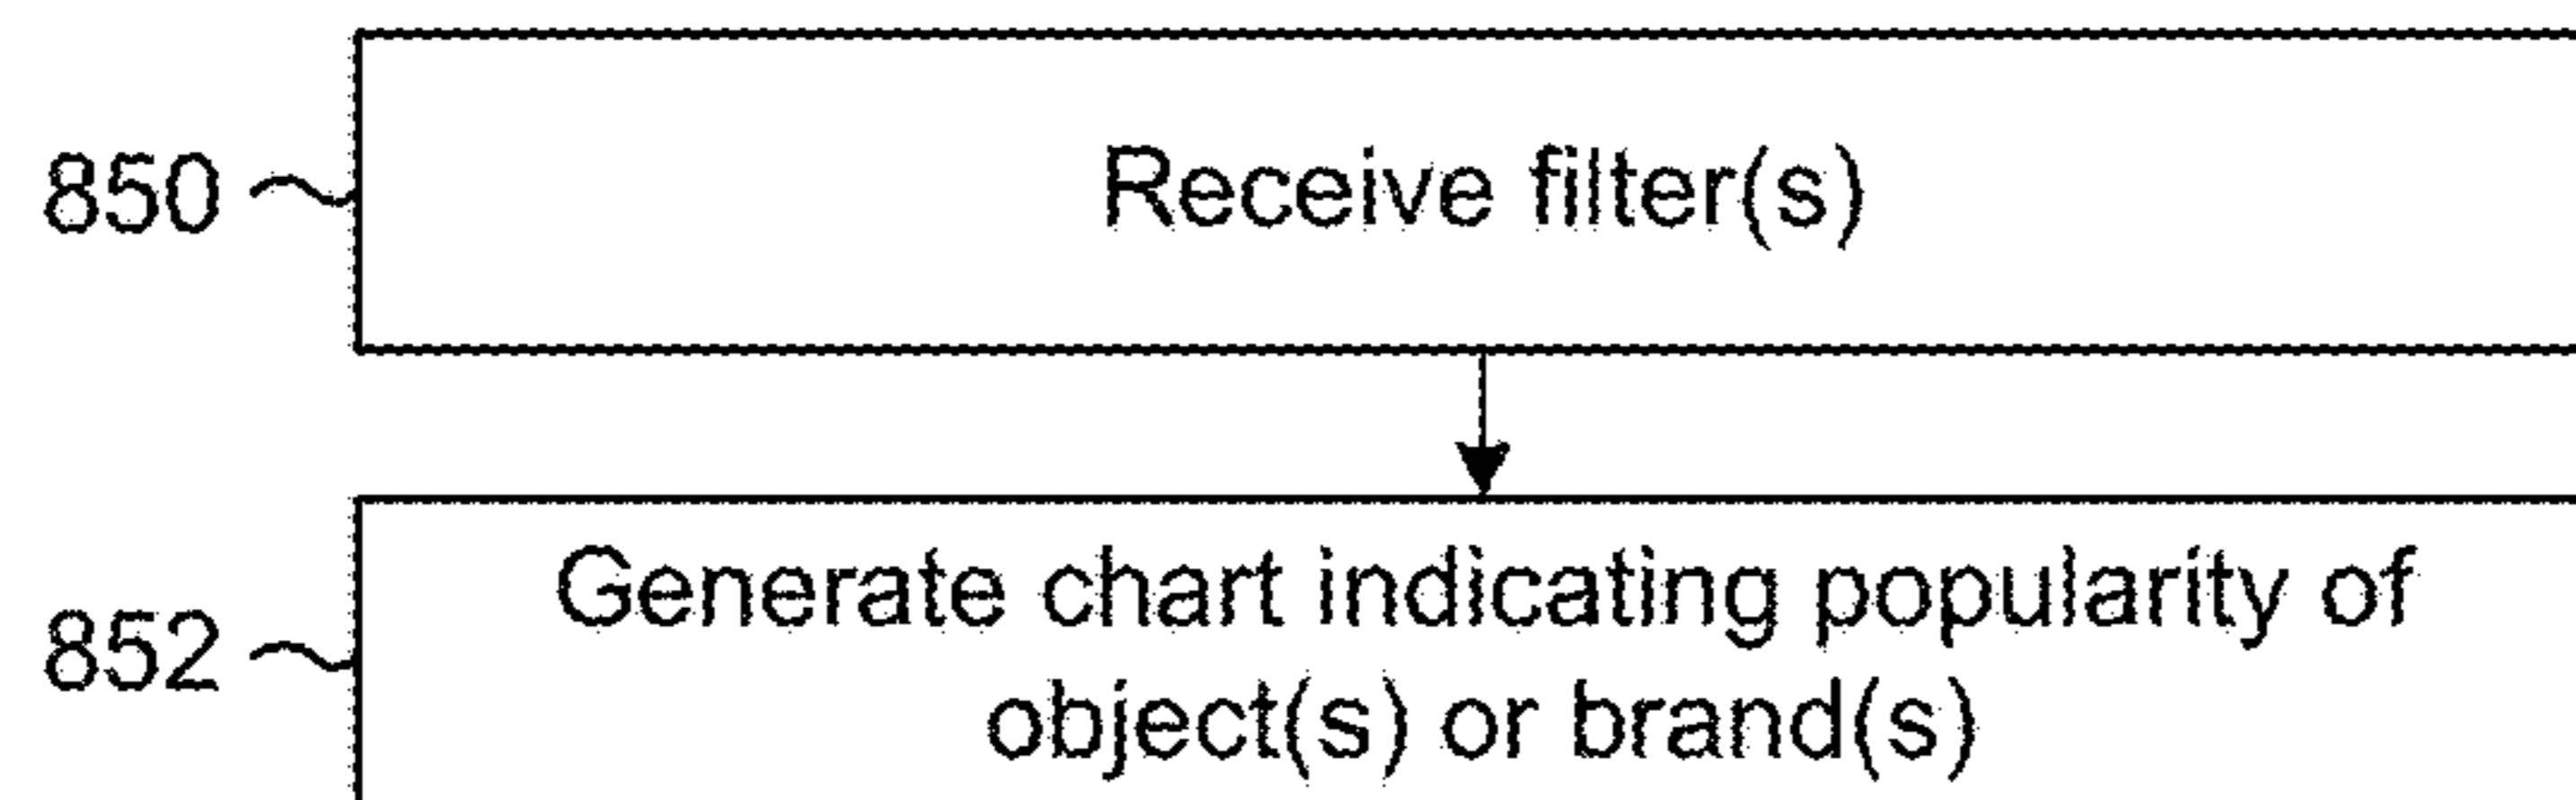 850
Receive filter(s)
852
Generate chart indicating popularity of
object(s) or brand(s)